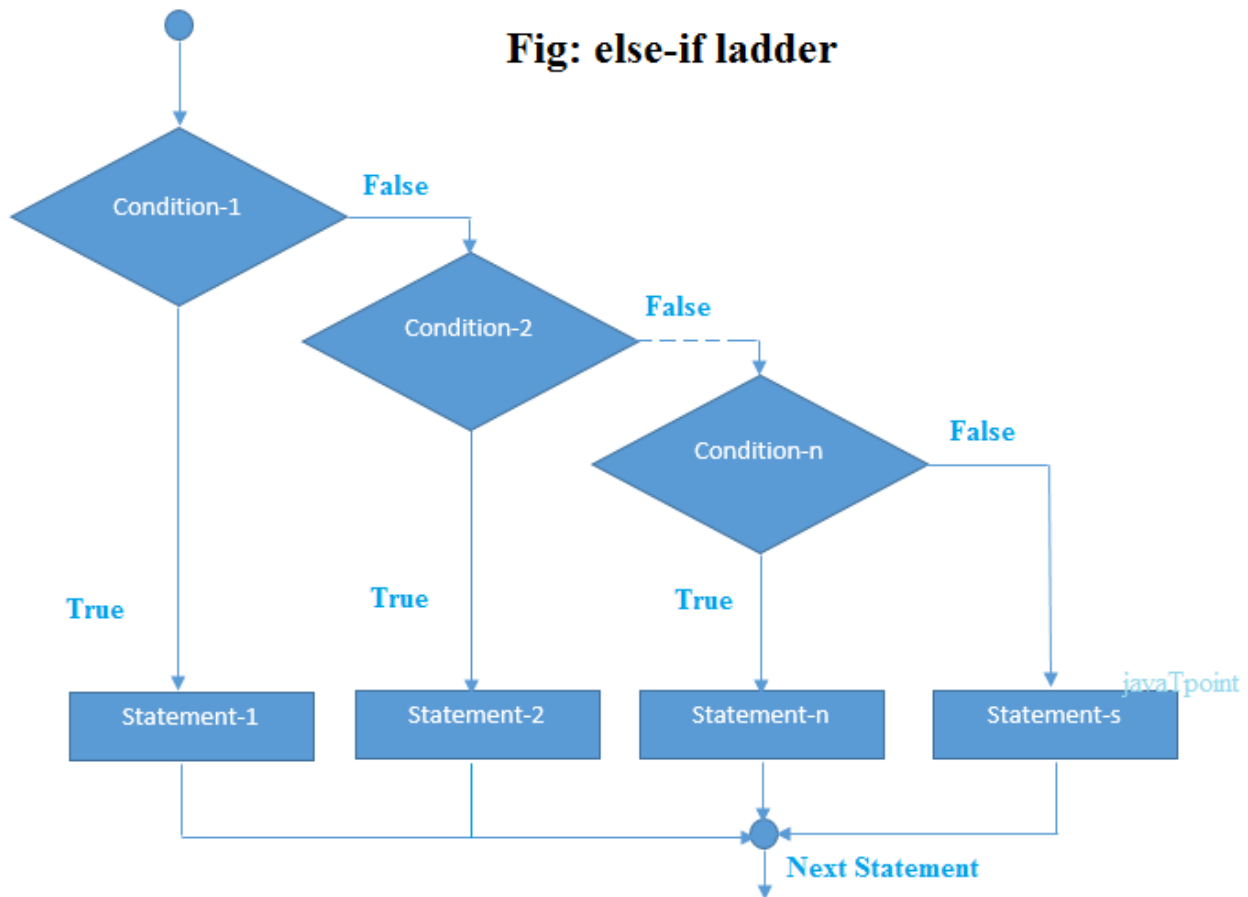 Fig: else-if ladder
Condition-1
False
Condition-2
False
Condition-n
False
True
True
True
Statement-1
Statement-2
Statement-n
Statement-s
javaTpoint
Next Statement